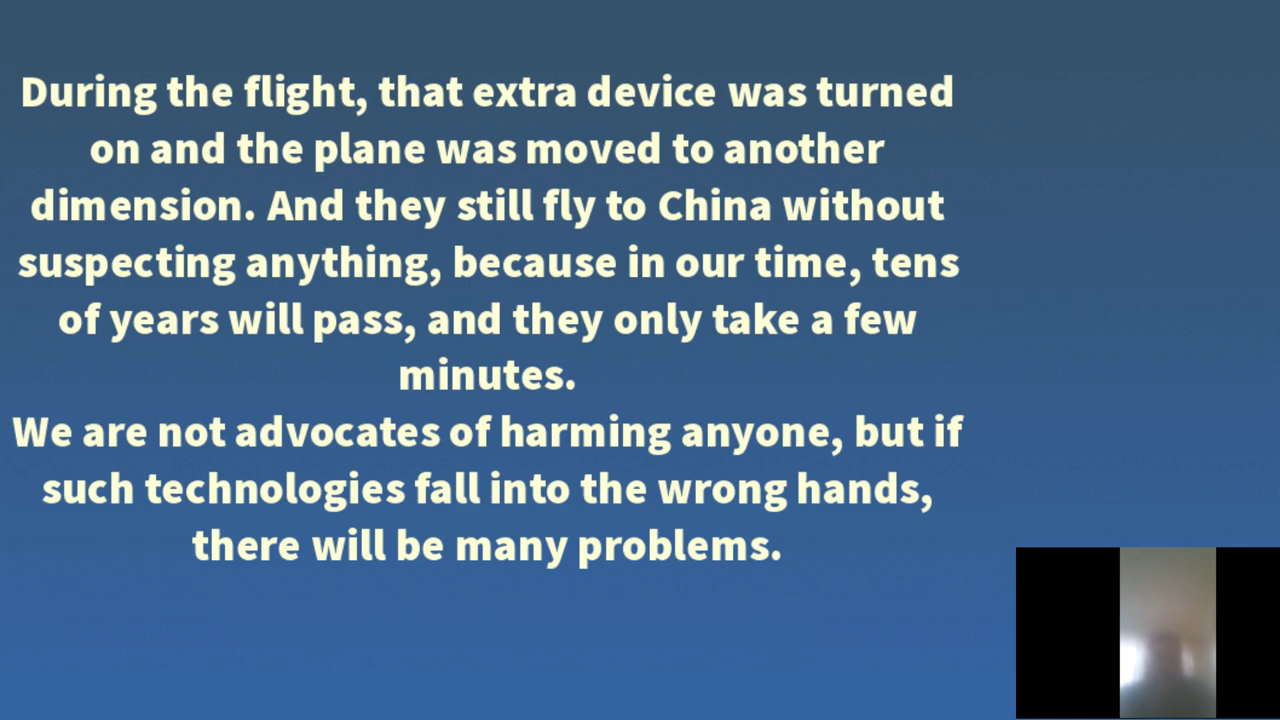 During the flight, that extra device was turned
on and the plane was moved to another
dimension. And they still fly to China without
suspecting anything, because in our time, tens
of years will pass, and they only take a few
minutes.
We are not advocates of harming anyone, but if
such technologies fall into the wrong hands,
there will be many problems.